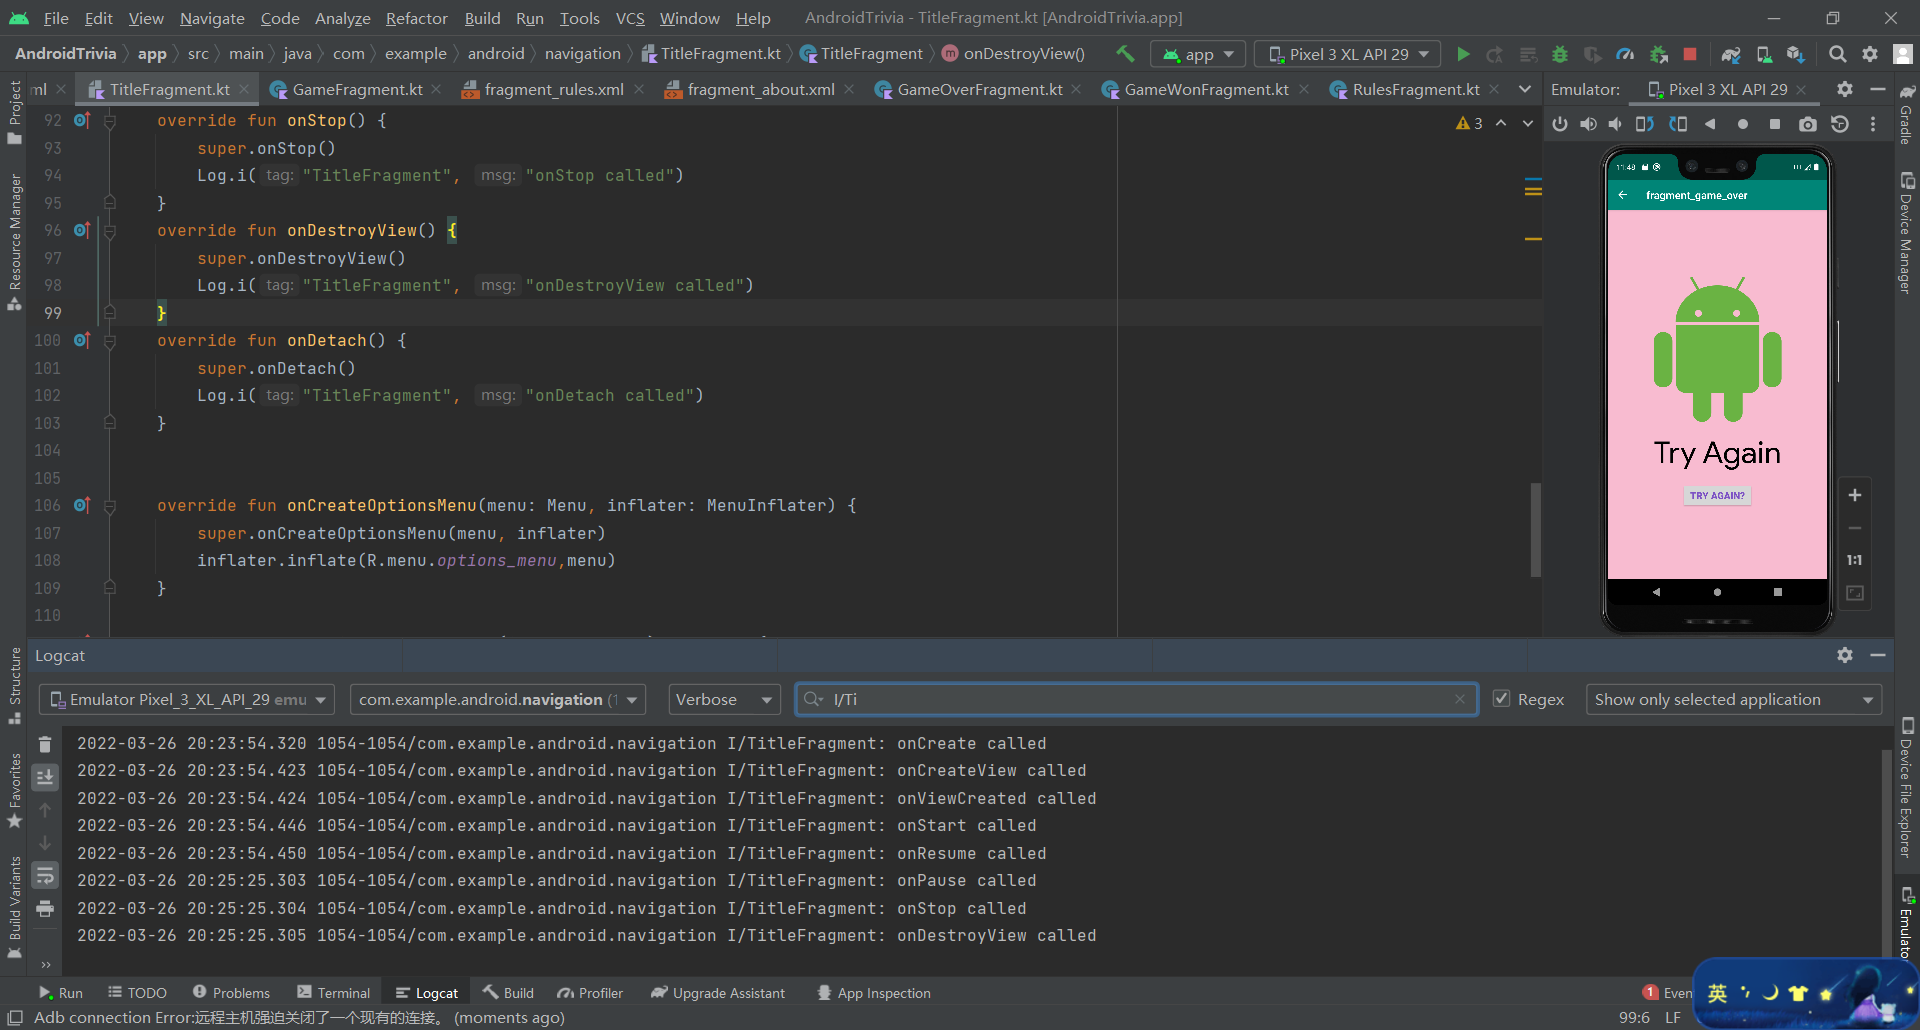 File Edit View Navigate Code Analyze Refactor Build Run Tools VCS Window Help AndroidTrivia - TitleFragment.kt [AndroidTrivia.app]
AndroidTrivia app src main java com example android navigation TitleFragment.kt TitleFragment onDestroyView() app Pixel 3 XL API 29
ml TitleFragment.kt GameFragment.kt fragment_rules.xml fragment_about.xml GameOverFragment.kt GameWonFragment.kt RulesFragment.kt Emulator: Pixel 3 XL API 29
92 override fun onStop() { 3
93 super.onStop()
94 Log.i( tag: "TitleFragment", msg: "onStop called")
95 }
96 override fun onDestroyView() {
97 super.onDestroyView()
98 Log.i( tag: "TitleFragment", msg: "onDestroyView called")
99 }
100 override fun onDetach() {
101 super.onDetach()
102 Log.i( tag: "TitleFragment", msg: "onDetach called")
103 }
104
105
106 override fun onCreateOptionsMenu(menu: Menu, inflater: MenuInflater) {
107 super.onCreateOptionsMenu(menu, inflater)
108 inflater.inflate(R.menu.options_menu,menu)
109 }
110
11:48
fragment_game_over
Try Again
TRY AGAIN?
1:1
Project
Resource Manager
Structure
Favorites
Build Variants
Gradle
Device Manager
Device File Explorer
Emulator
Logcat
Emulator Pixel_3_XL_API_29 emu com.example.android.navigation (1 Verbose I/Ti Regex Show only selected application
2022-03-26 20:23:54.320 1054-1054/com.example.android.navigation I/TitleFragment: onCreate called
2022-03-26 20:23:54.423 1054-1054/com.example.android.navigation I/TitleFragment: onCreateView called
2022-03-26 20:23:54.424 1054-1054/com.example.android.navigation I/TitleFragment: onViewCreated called
2022-03-26 20:23:54.446 1054-1054/com.example.android.navigation I/TitleFragment: onStart called
2022-03-26 20:23:54.450 1054-1054/com.example.android.navigation I/TitleFragment: onResume called
2022-03-26 20:25:25.303 1054-1054/com.example.android.navigation I/TitleFragment: onPause called
2022-03-26 20:25:25.304 1054-1054/com.example.android.navigation I/TitleFragment: onStop called
2022-03-26 20:25:25.305 1054-1054/com.example.android.navigation I/TitleFragment: onDestroyView called
Run TODO Problems Terminal Logcat Build Profiler Upgrade Assistant App Inspection 1 Even
英
Adb connection Error:远程主机强迫关闭了一个现有的连接。 (moments ago) 99:6 LF